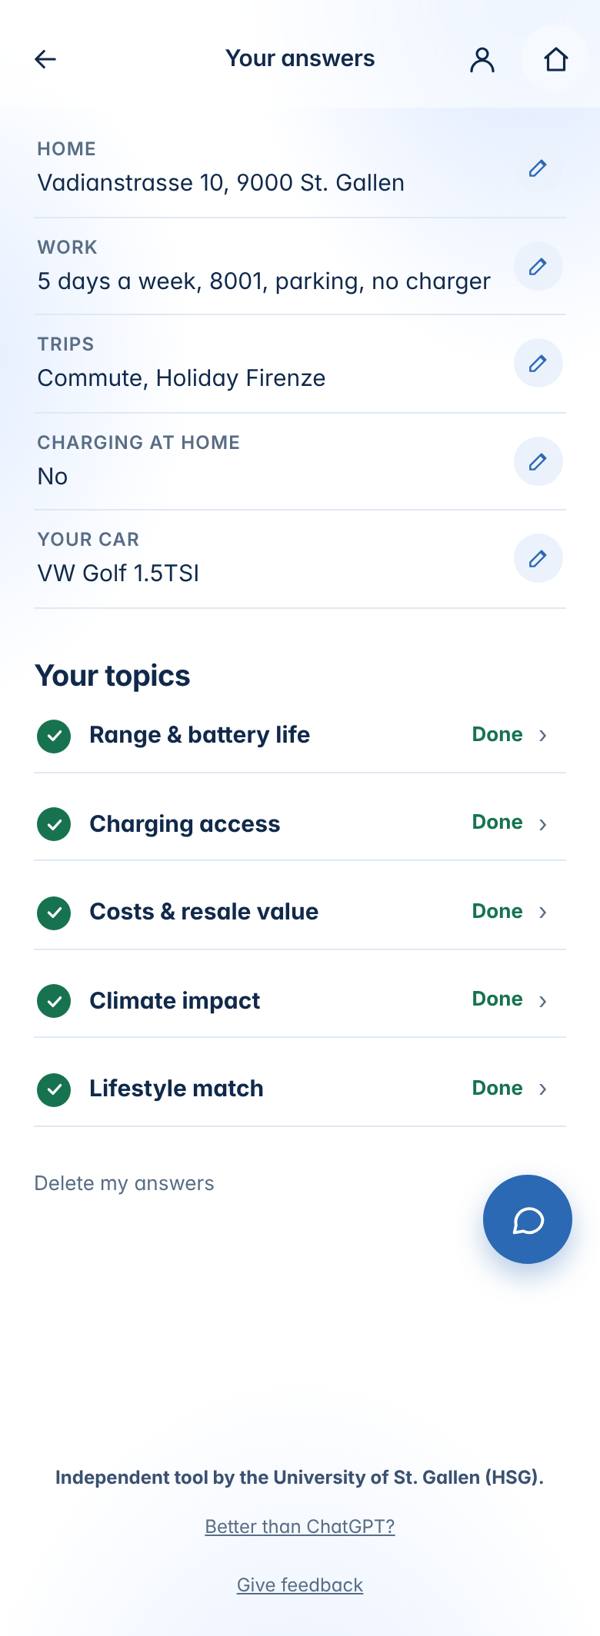 Your answers
HOME
Vadianstrasse 10, 9000 St. Gallen
WORK
5 days a week, 8001, parking, no charger
TRIPS
Commute, Holiday Firenze
CHARGING AT HOME
No
YOUR CAR
VW Golf 1.5TSI
Your topics
Range & battery life Done
Charging access Done
Costs & resale value Done
Climate impact Done
Lifestyle match Done
Delete my answers
Independent tool by the University of St. Gallen (HSG).
Better than ChatGPT?
Give feedback